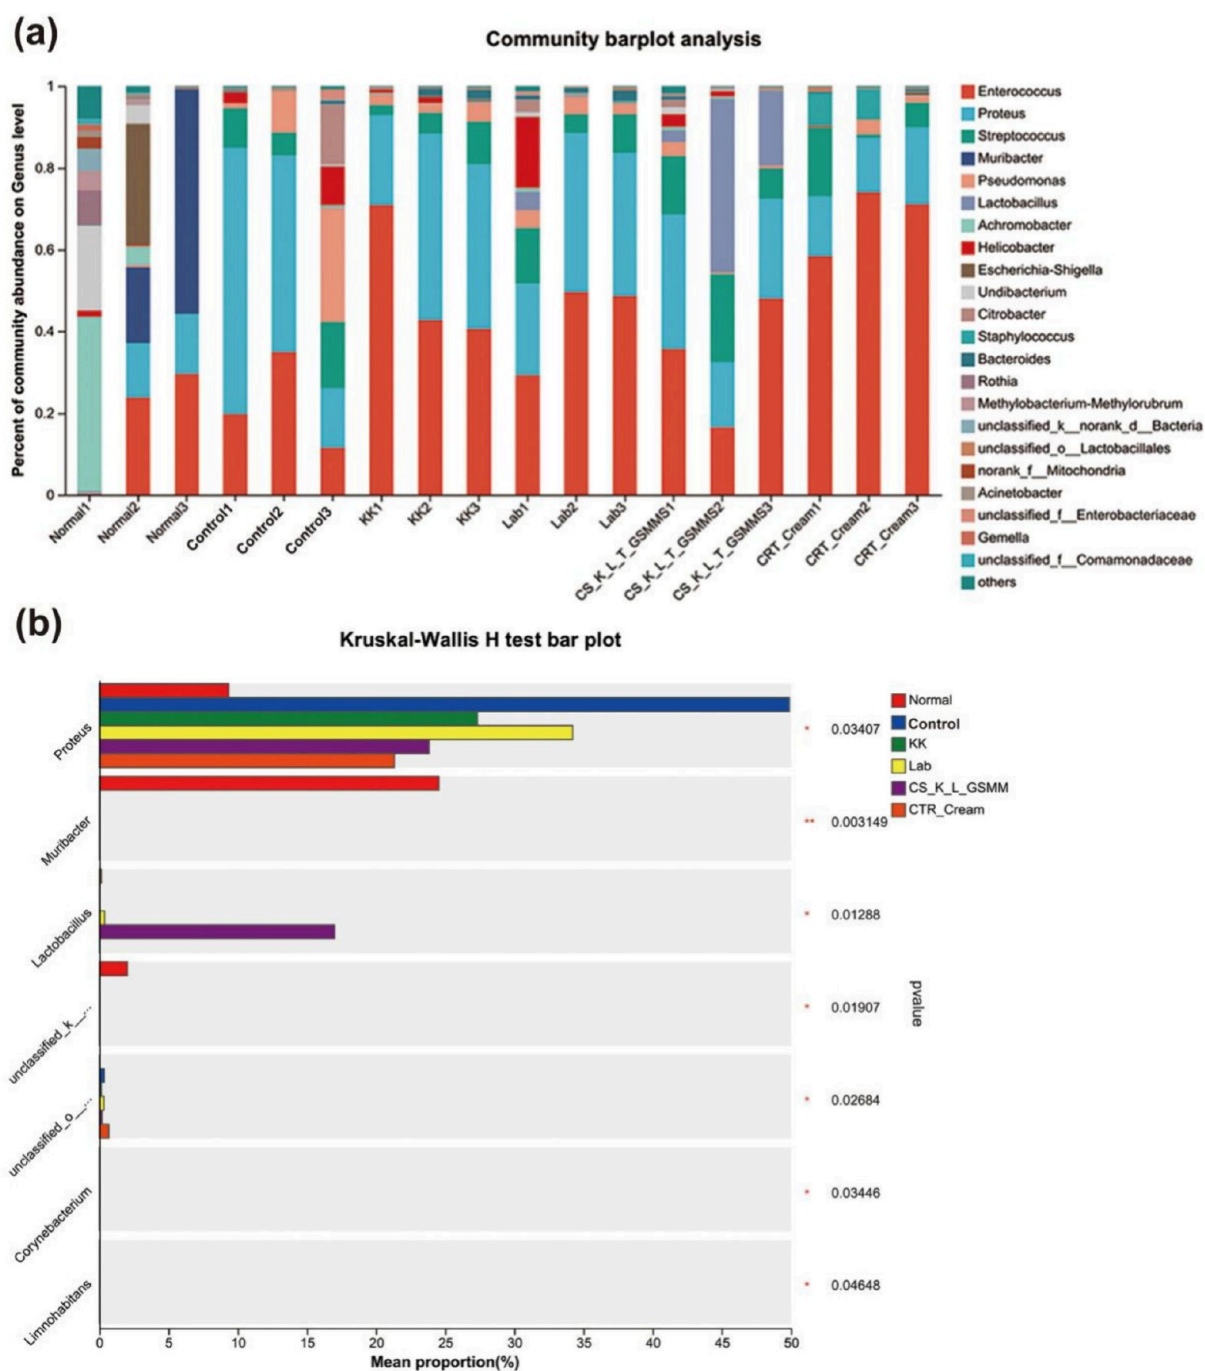 (a)
Community barplot analysis
Percent of community abundance on Genus level
1
0.8
0.6
0.4
0.2
0
Normal1
Normal2
Normal3
Control1
Control2
Control3
KK1
KK2
KK3
Lab1
Lab2
Lab3
CS_K_L_T_GSMMS1
CS_K_L_T_GSMMS2
CS_K_L_T_GSMMS3
CRT_Cream1
CRT_Cream2
CRT_Cream3
Enterococcus
Proteus
Streptococcus
Muribacter
Pseudomonas
Lactobacillus
Achromobacter
Helicobacter
Escherichia-Shigella
Undibacterium
Citrobacter
Staphylococcus
Bacteroides
Rothia
Methylobacterium-Methylorubrum
unclassified_k__norank_d__Bacteria
unclassified_o__Lactobacillales
norank_f__Mitochondria
Acinetobacter
unclassified_f__Enterobacteriaceae
Gemella
unclassified_f__Comamonadaceae
others
(b)
Kruskal-Wallis H test bar plot
Proteus
Muribacter
Lactobacillus
unclassified_k__...
unclassified_o__...
Corynebacterium
Limnohabitans
* 0.03407
** 0.003149
* 0.01288
* 0.01907
* 0.02684
* 0.03446
* 0.04648
pvalue
Normal
Control
KK
Lab
CS_K_L_GSMM
CTR_Cream
0 5 10 15 20 25 30 35 40 45 50
Mean proportion(%)